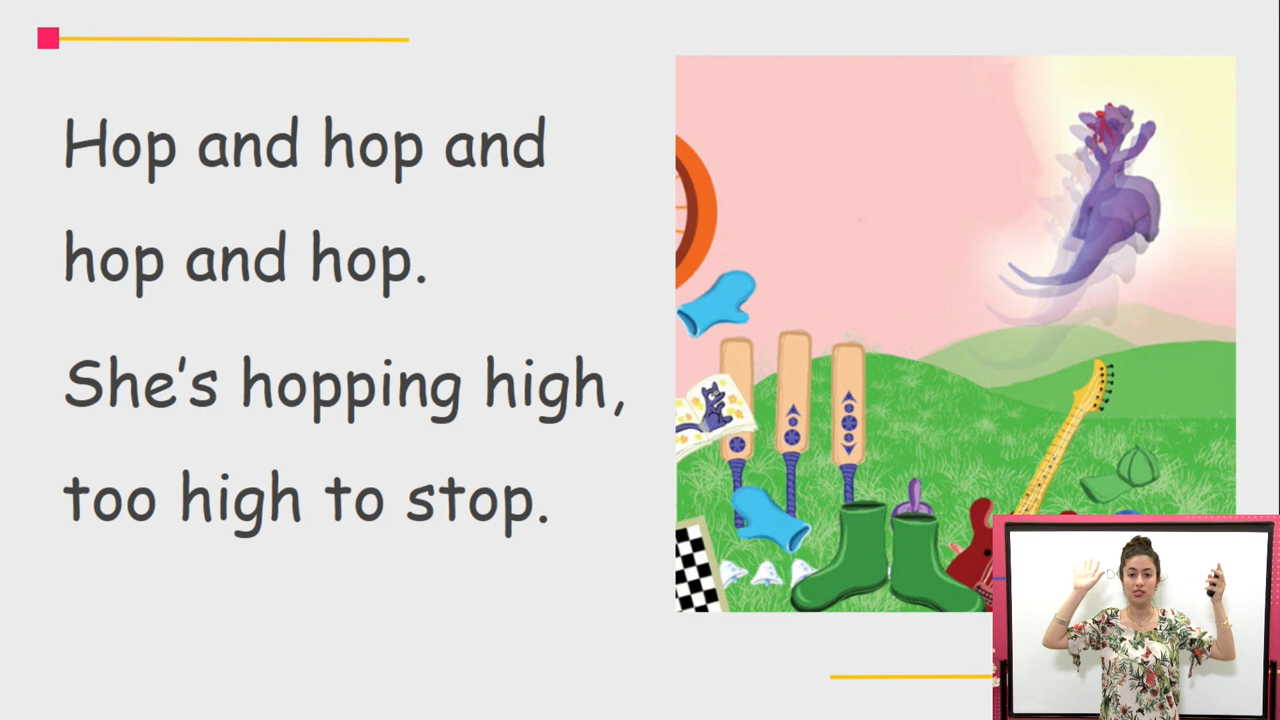 Hop and hop and
hop and hop.
She's hopping high,
too high to stop.